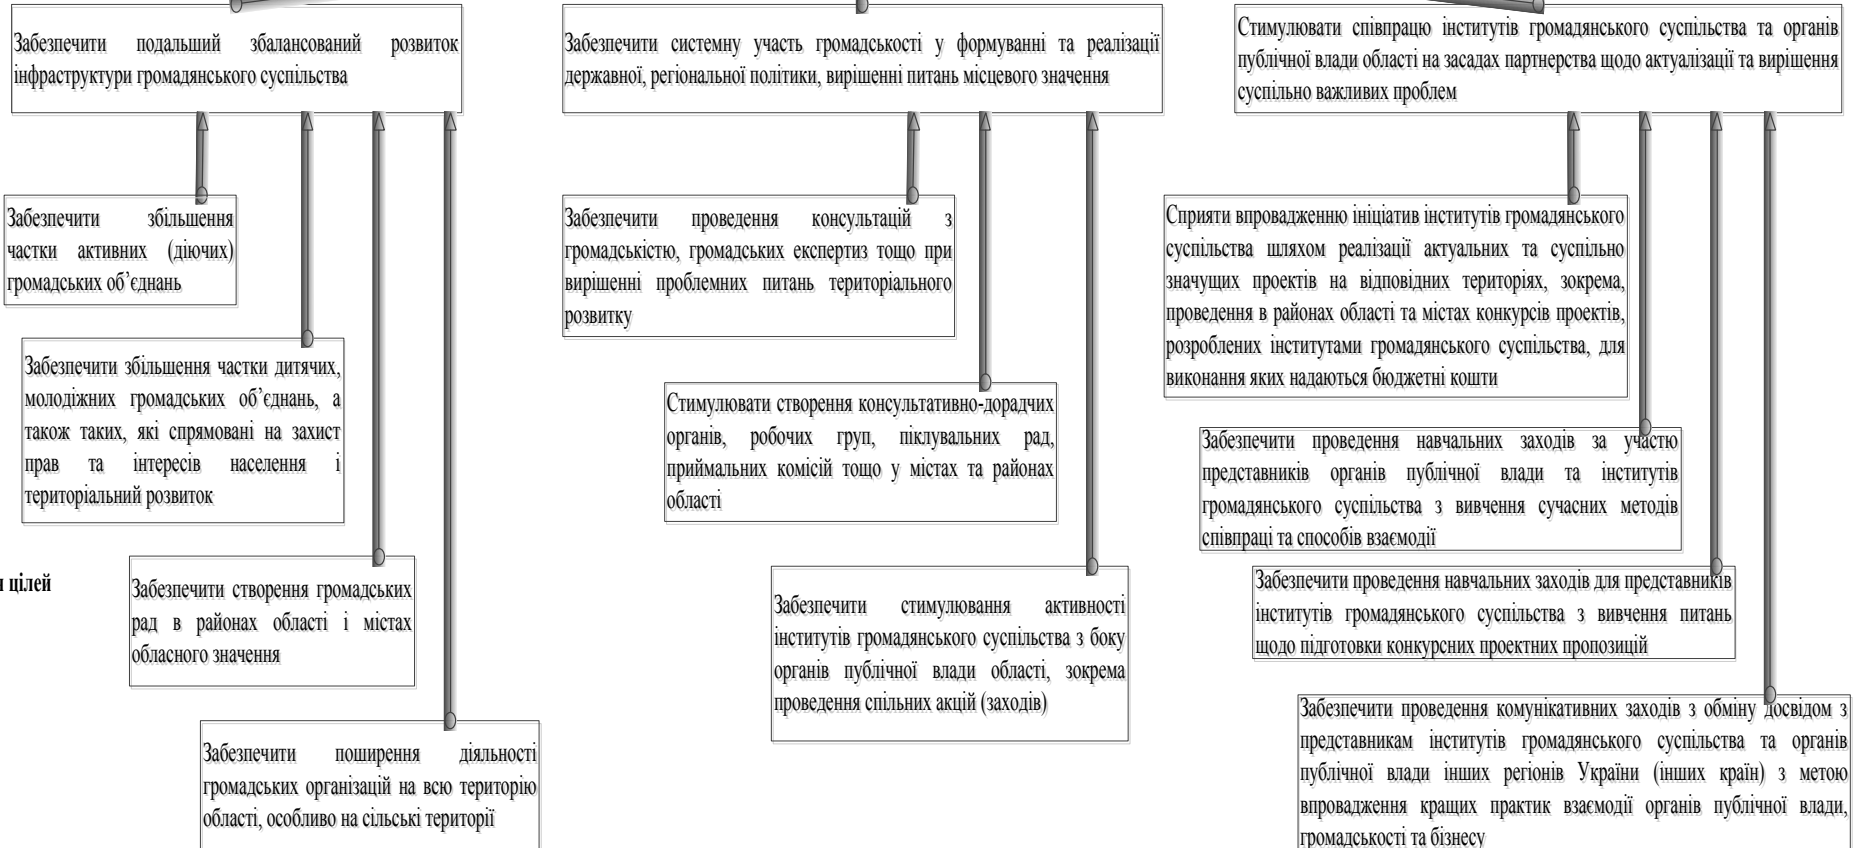 Забезпечити подальший збалансований розвиток
інфраструктури громадянського суспільства
Забезпечити збільшення
частки активних (діючих)
громадських об’єднань
Забезпечити збільшення частки дитячих,
молодіжних громадських об’єднань, а
також таких, які спрямовані на захист
прав та інтересів населення і
територіальний розвиток
цілей
Забезпечити створення громадських
рад в районах області і містах
обласного значення
Забезпечити поширення діяльності
громадських організацій на всю територію
області, особливо на сільські території
Забезпечити системну участь громадськості у формуванні та реалізації
державної, регіональної політики, вирішенні питань місцевого значення
Забезпечити проведення консультацій з
громадськістю, громадських експертиз тощо при
вирішенні проблемних питань територіального
розвитку
Стимулювати створення консультативно-дорадчих
органів, робочих груп, піклувальних рад,
приймальних комісій тощо у містах та районах
області
Забезпечити стимулювання активності
інститутів громадянського суспільства з боку
органів публічної влади області, зокрема
проведення спільних акцій (заходів)
Стимулювати співпрацю інститутів громадянського суспільства та органів
публічної влади області на засадах партнерства щодо актуалізації та вирішення
суспільно важливих проблем
Сприяти впровадженню ініціатив інститутів громадянського
суспільства шляхом реалізації актуальних та суспільно
значущих проектів на відповідних територіях, зокрема,
проведення в районах області та містах конкурсів проектів,
розроблених інститутами громадянського суспільства, для
виконання яких надаються бюджетні кошти
Забезпечити проведення навчальних заходів за участю
представників органів публічної влади та інститутів
громадянського суспільства з вивчення сучасних методів
співпраці та способів взаємодії
Забезпечити проведення навчальних заходів для представників
інститутів громадянського суспільства з вивчення питань
щодо підготовки конкурсних проектних пропозицій
Забезпечити проведення комунікативних заходів з обміну досвідом з
представникам інститутів громадянського суспільства та органів
публічної влади інших регіонів України (інших країн) з метою
впровадження кращих практик взаємодії органів публічної влади,
громадськості та бізнесу